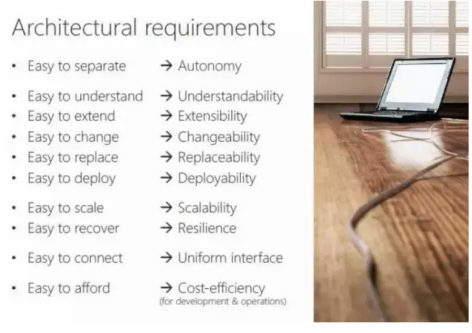 Architectural requirements
• Easy to separate → Autonomy
• Easy to understand → Understandability
• Easy to extend → Extensibility
• Easy to change → Changeability
• Easy to replace → Replaceability
• Easy to deploy → Deployability
• Easy to scale → Scalability
• Easy to recover → Resilience
• Easy to connect → Uniform interface
• Easy to afford → Cost-efficiency
(for development & operations)